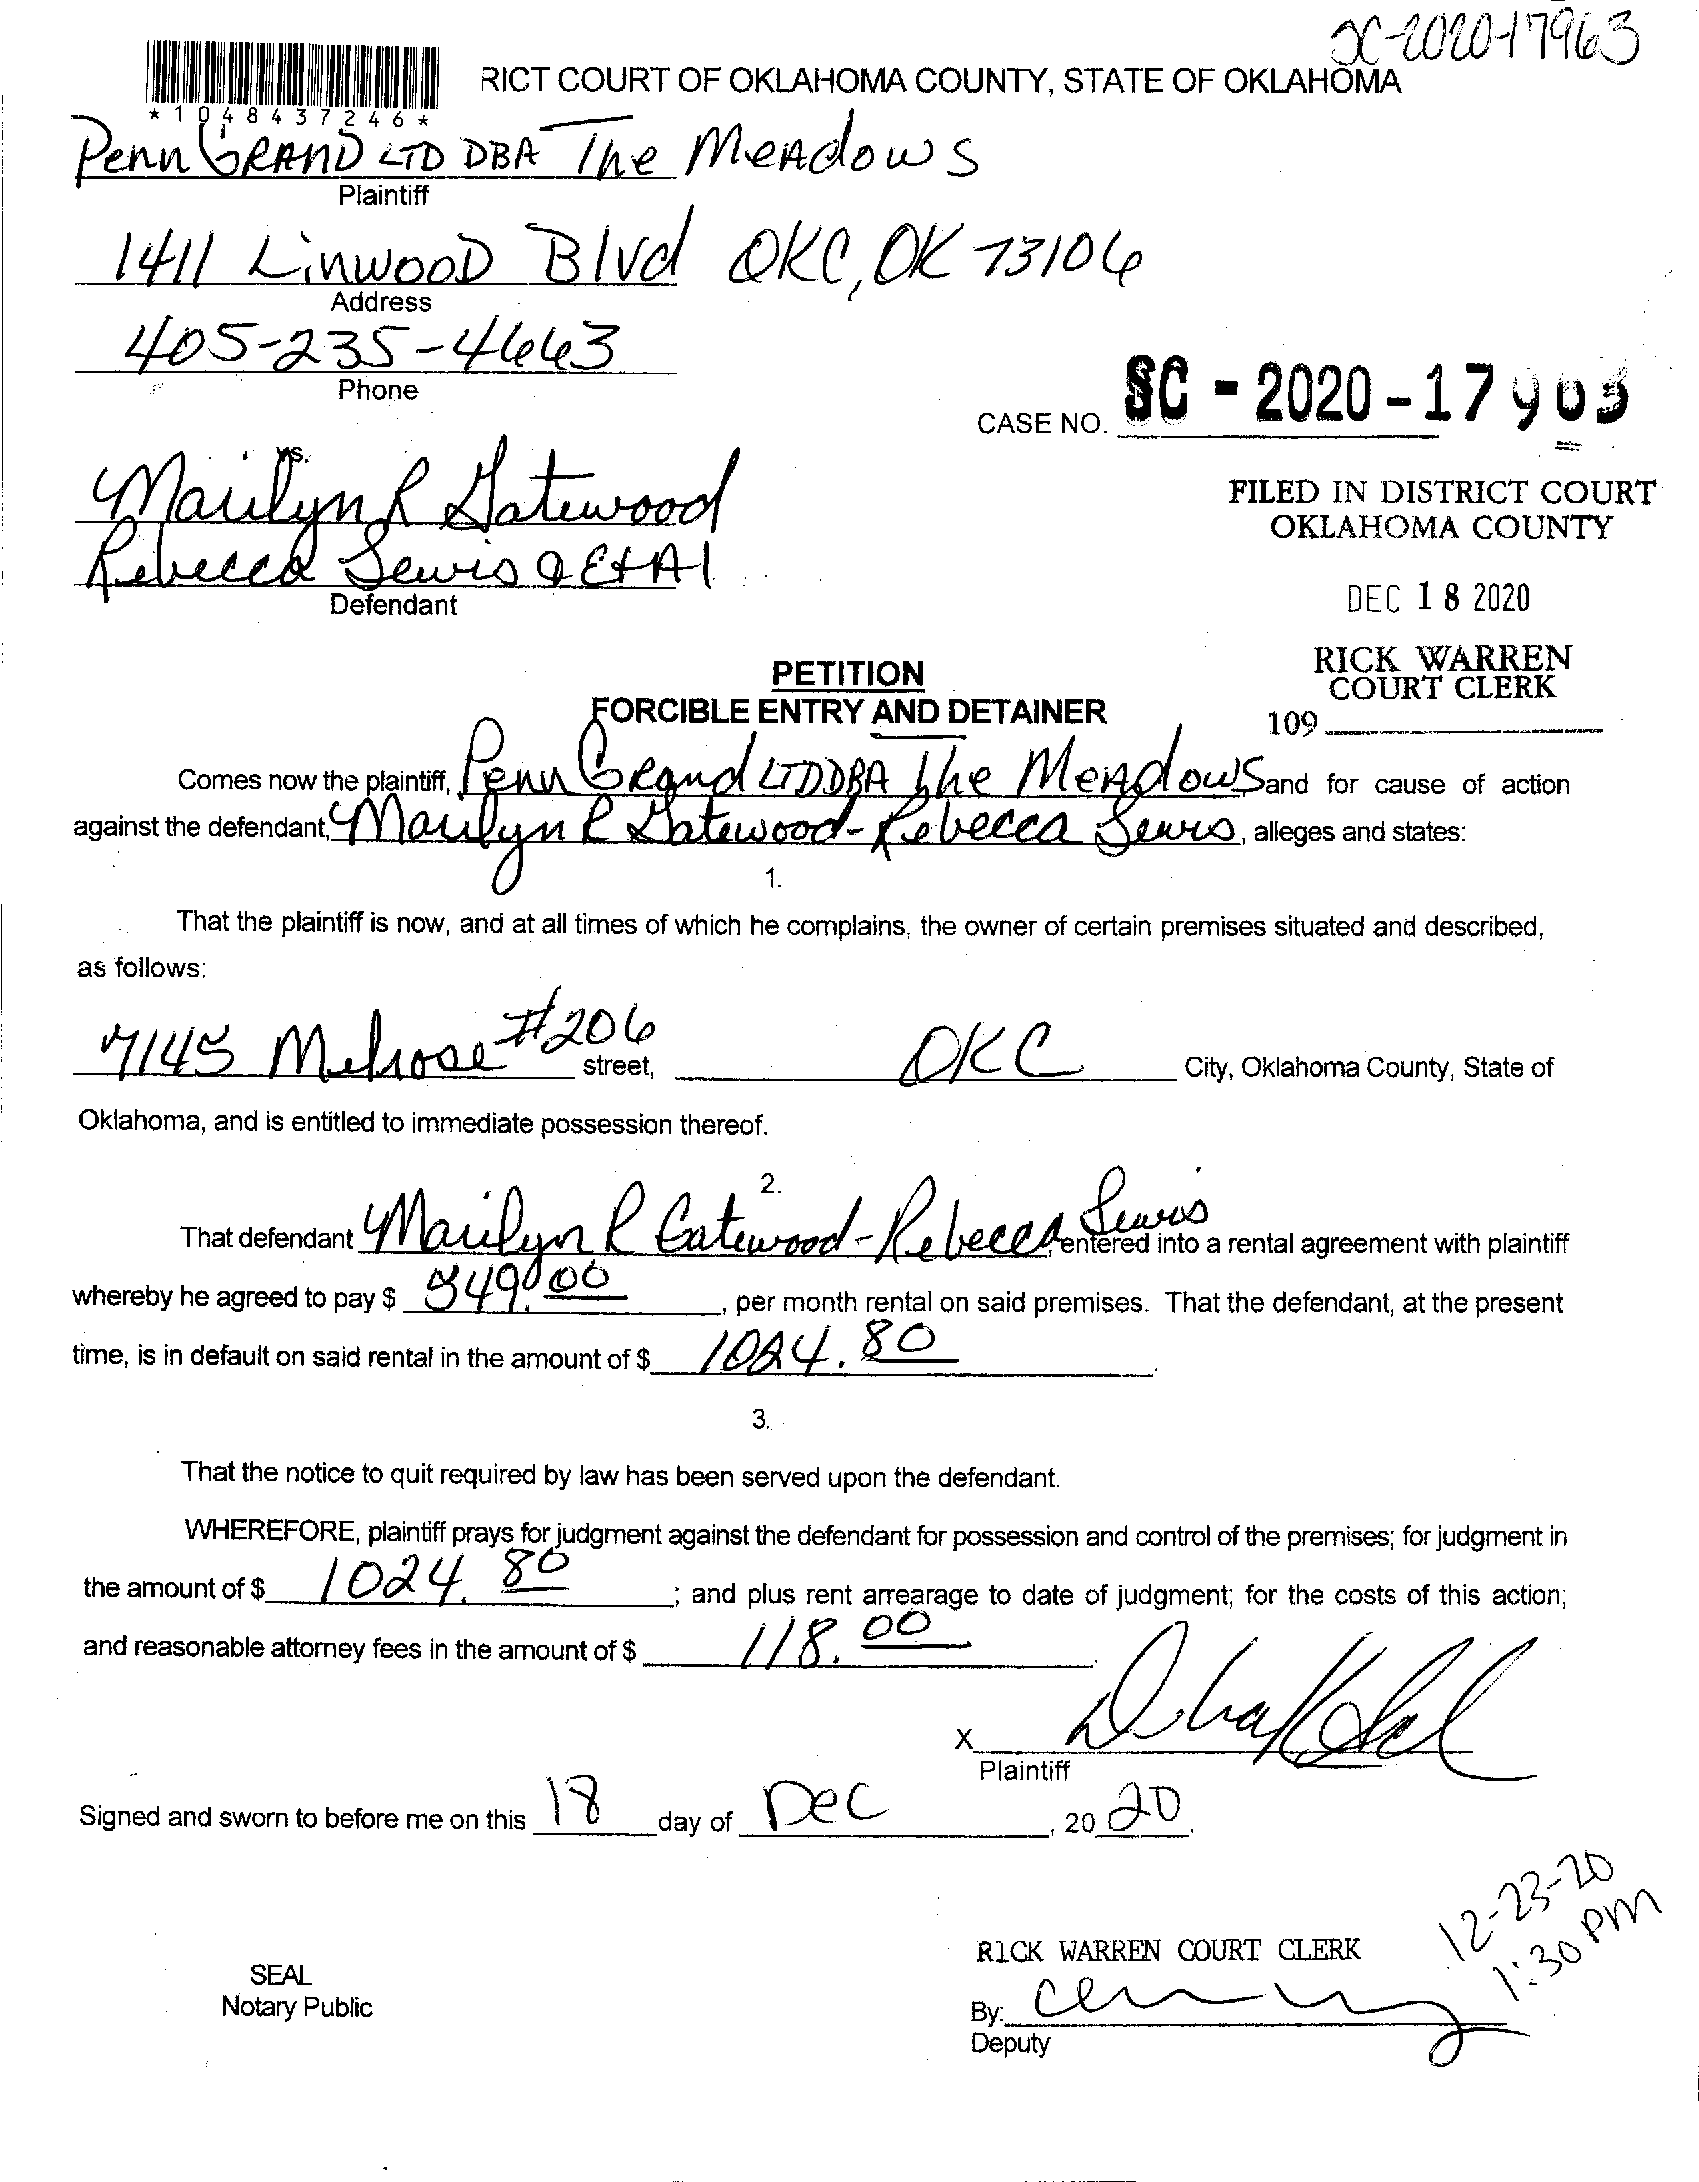 SC-2020-17963
RICT COURT OF OKLAHOMA COUNTY, STATE OF OKLAHOMA
*1048437246*
Penn GRAND LTD DBA The Meadows
Plaintiff
1411 Linwood Blvd OKC, OK 73106
Address
405-235-4663
Phone
CASE NO. SC - 2020 - 17963
vs.
Marilyn R Gatewood
Rebecca Lewis & EtAl
Defendant
FILED IN DISTRICT COURT
OKLAHOMA COUNTY
DEC 18 2020
RICK WARREN
COURT CLERK
109
PETITION
FORCIBLE ENTRY AND DETAINER
Comes now the plaintiff, Penn Grand LTD DBA The Meadows and for cause of action
against the defendant, Marilyn R Gatewood - Rebecca Lewis, alleges and states:
1.
That the plaintiff is now, and at all times of which he complains, the owner of certain premises situated and described,
as follows:
7145 Melrose #206 street, OKC City, Oklahoma County, State of
Oklahoma, and is entitled to immediate possession thereof.
2.
That defendant Marilyn R Gatewood - Rebecca Lewis entered into a rental agreement with plaintiff
whereby he agreed to pay $ 849.00, per month rental on said premises. That the defendant, at the present
time, is in default on said rental in the amount of $ 1024.80.
3.
That the notice to quit required by law has been served upon the defendant.
WHEREFORE, plaintiff prays for judgment against the defendant for possession and control of the premises; for judgment in
the amount of $ 1024.80; and plus rent arrearage to date of judgment; for the costs of this action;
and reasonable attorney fees in the amount of $ 118.00
X
Plaintiff
Signed and sworn to before me on this 18 day of Dec, 20 20.
12-23-20
1:30 PM
RICK WARREN COURT CLERK
SEAL
Notary Public
By:
Deputy